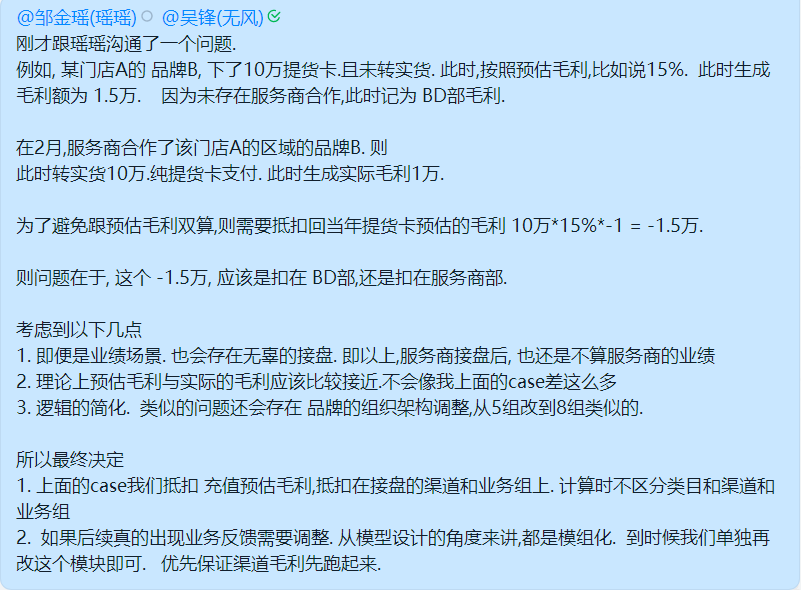 @邹金瑶(瑶瑶) @吴锋(无风)
刚才跟瑶瑶沟通了一个问题.
例如, 某门店A的 品牌B, 下了10万提货卡.且未转实货. 此时,按照预估毛利,比如说15%. 此时生成
毛利额为 1.5万. 因为未存在服务商合作,此时记为 BD部毛利.
在2月,服务商合作了该门店A的区域的品牌B. 则
此时转实货10万.纯提货卡支付. 此时生成实际毛利1万.
为了避免跟预估毛利双算,则需要抵扣回当年提货卡预估的毛利 10万*15%*-1 = -1.5万.
则问题在于, 这个 -1.5万, 应该是扣在 BD部,还是扣在服务商部.
考虑到以下几点
1. 即便是业绩场景. 也会存在无辜的接盘. 即以上,服务商接盘后, 也还是不算服务商的业绩
2. 理论上预估毛利与实际的毛利应该比较接近.不会像我上面的case差这么多
3. 逻辑的简化. 类似的问题还会存在 品牌的组织架构调整,从5组改到8组类似的.
所以最终决定
1. 上面的case我们抵扣 充值预估毛利,抵扣在接盘的渠道和业务组上. 计算时不区分类目和渠道和
业务组
2. 如果后续真的出现业务反馈需要调整. 从模型设计的角度来讲,都是模组化. 到时候我们单独再
改这个模块即可. 优先保证渠道毛利先跑起来.